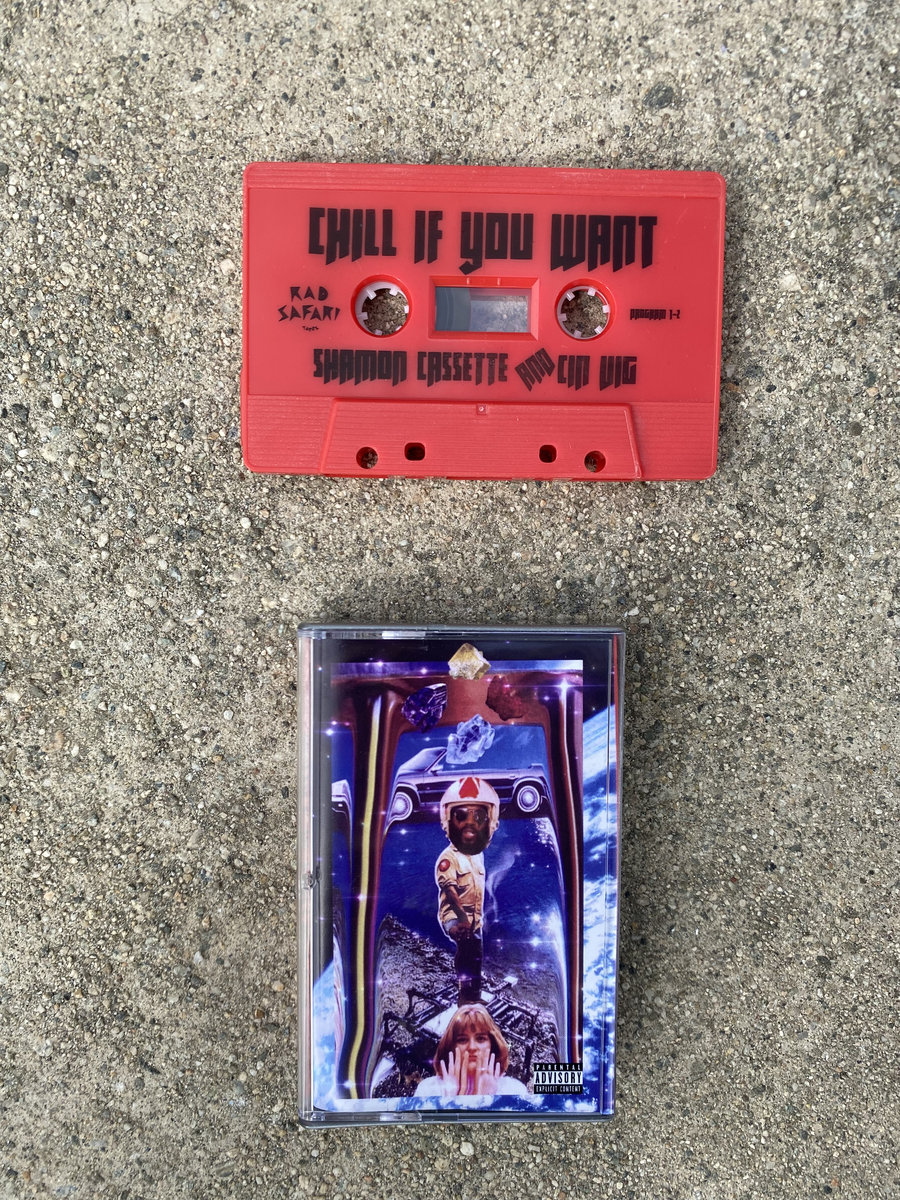 CHILL IF YOU WANT
RAD
SAFARI
TAPES
PROGRAM 1-2
SHAMON CASSETTE AND CIN VIG
PARENTAL
ADVISORY
EXPLICIT CONTENT